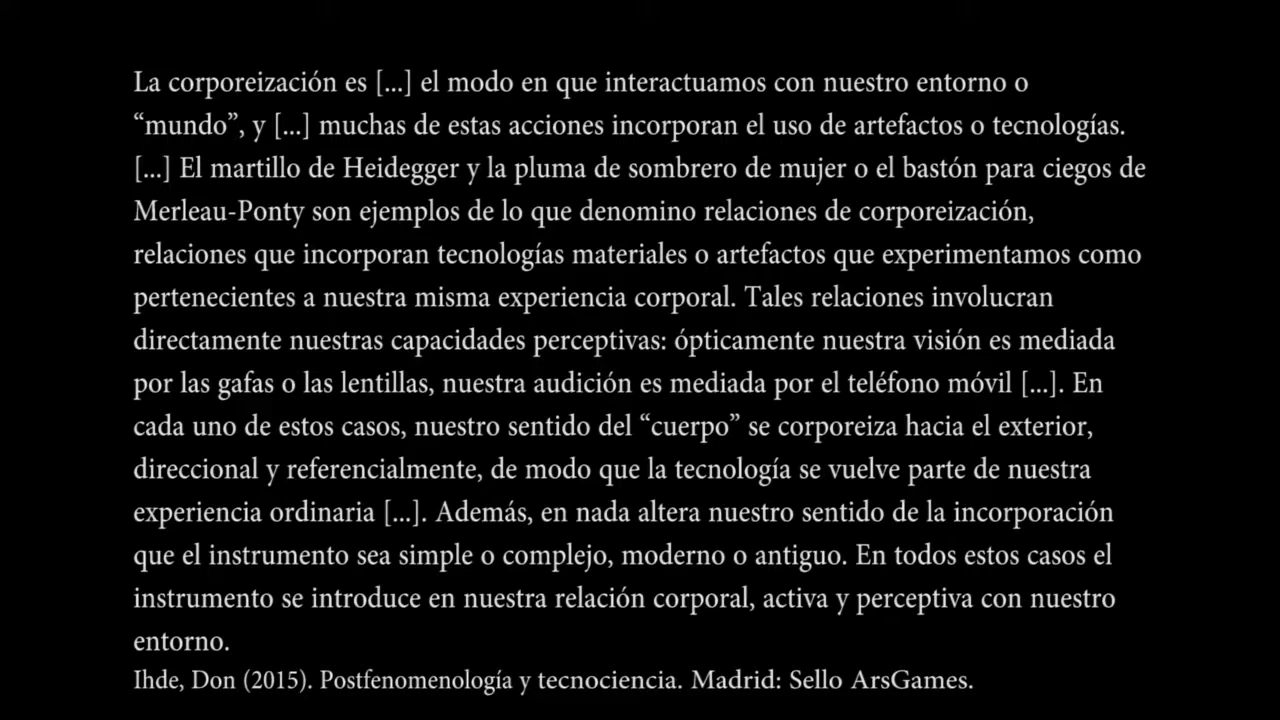 La corporeización es [...] el modo en que interactuamos con nuestro entorno o
“mundo”, y [...] muchas de estas acciones incorporan el uso de artefactos o tecnologías.
[...] El martillo de Heidegger y la pluma de sombrero de mujer o el bastón para ciegos de
Merleau-Ponty son ejemplos de lo que denomino relaciones de corporeización,
relaciones que incorporan tecnologías materiales o artefactos que experimentamos como
pertenecientes a nuestra misma experiencia corporal. Tales relaciones involucran
directamente nuestras capacidades perceptivas: ópticamente nuestra visión es mediada
por las gafas o las lentillas, nuestra audición es mediada por el teléfono móvil [...]. En
cada uno de estos casos, nuestro sentido del “cuerpo” se corporeiza hacia el exterior,
direccional y referencialmente, de modo que la tecnología se vuelve parte de nuestra
experiencia ordinaria [...]. Además, en nada altera nuestro sentido de la incorporación
que el instrumento sea simple o complejo, moderno o antiguo. En todos estos casos el
instrumento se introduce en nuestra relación corporal, activa y perceptiva con nuestro
entorno.
Ihde, Don (2015). Postfenomenología y tecnociencia. Madrid: Sello ArsGames.